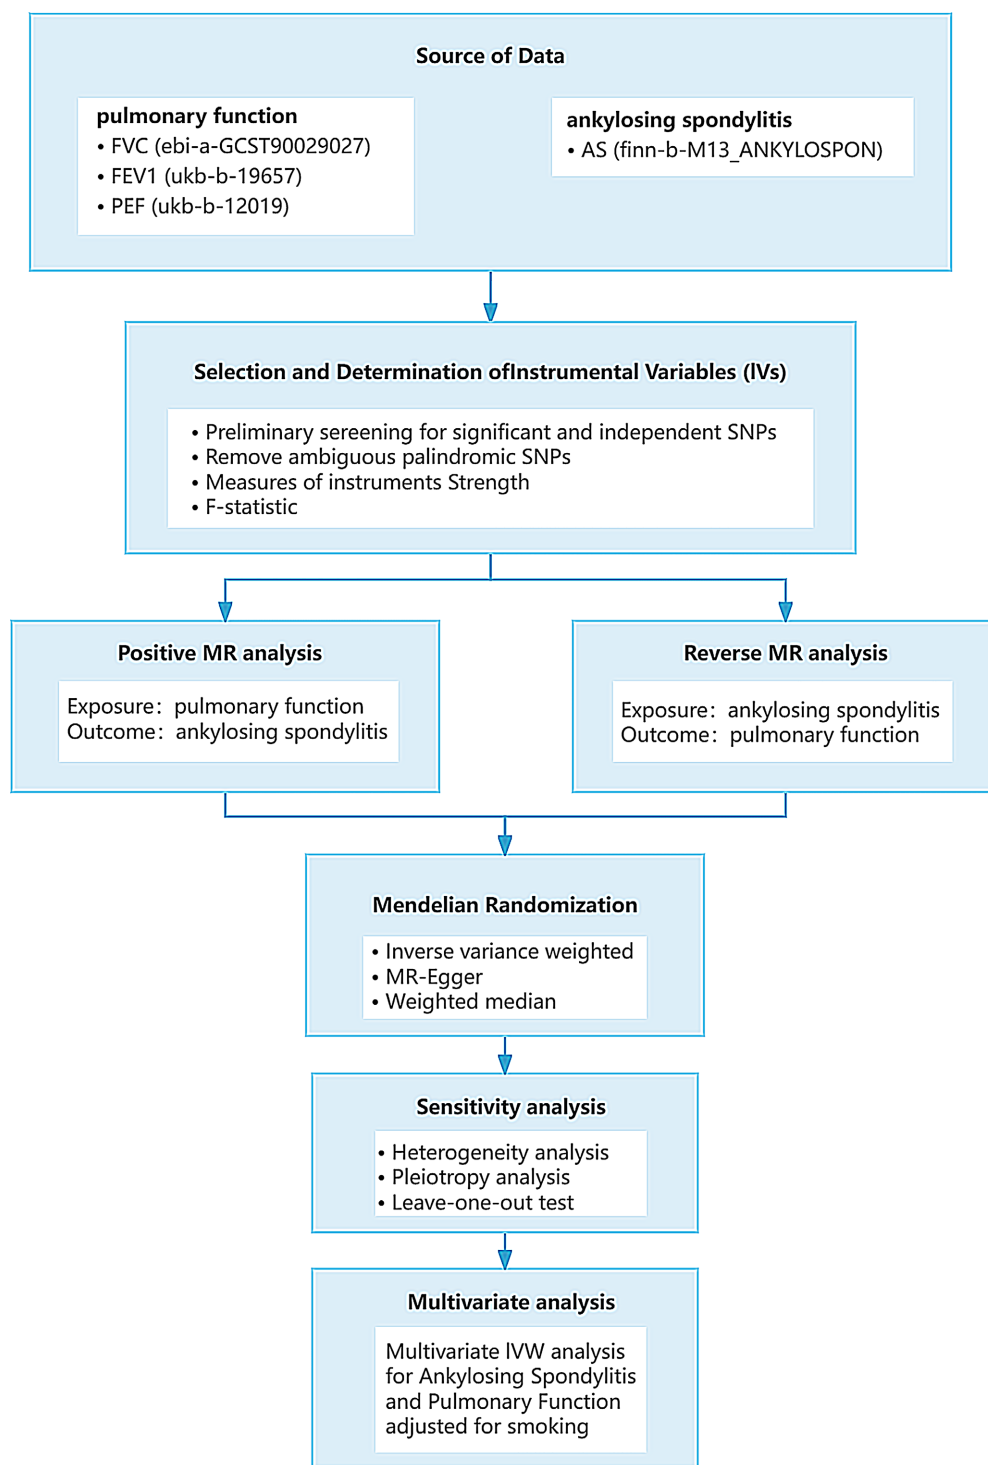 Source of Data
pulmonary function
• FVC (ebi-a-GCST90029027)
• FEV1 (ukb-b-19657)
• PEF (ukb-b-12019)
ankylosing spondylitis
• AS (finn-b-M13_ANKYLOSPON)
Selection and Determination ofInstrumental Variables (lVs)
• Preliminary sereening for significant and independent SNPs
• Remove ambiguous palindromic SNPs
• Measures of instruments Strength
• F-statistic
Positive MR analysis
Exposure: pulmonary function
Outcome: ankylosing spondylitis
Reverse MR analysis
Exposure: ankylosing spondylitis
Outcome: pulmonary function
Mendelian Randomization
• Inverse variance weighted
• MR-Egger
• Weighted median
Sensitivity analysis
• Heterogeneity analysis
• Pleiotropy analysis
• Leave-one-out test
Multivariate analysis
Multivariate lVW analysis
for Ankylosing Spondylitis
and Pulmonary Function
adjusted for smoking